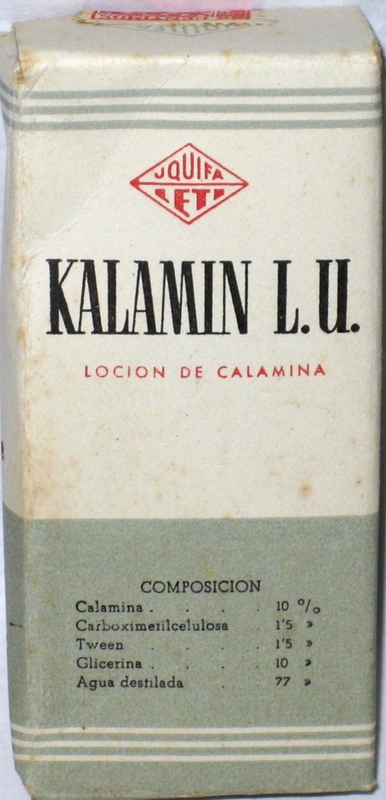 UQUIFA
LETI
KALAMIN L.U.
LOCION DE CALAMINA
COMPOSICION
Calamina . . . . 10 %
Carboximetilcelulosa . 1'5 »
Tween . . . . 1'5 »
Glicerina . . . . 10 »
Agua destilada . 77 »